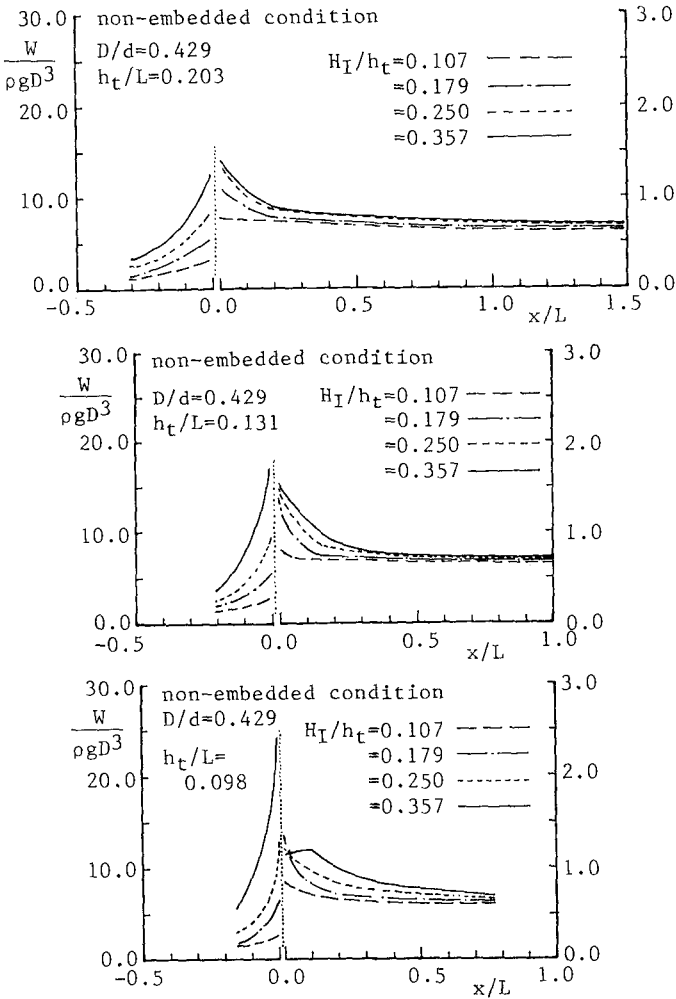 30.0 non-embedded condition 3.0
W
ρgD³
D/d=0.429
h_t/L=0.203
H_I/h_t=0.107
=0.179
=0.250
=0.357
20.0 2.0
10.0 1.0
0.0 0.0
-0.5 0.0 0.5 1.0 1.5
x/L
30.0 non-embedded condition 3.0
W
ρgD³
D/d=0.429
h_t/L=0.131
H_I/h_t=0.107
=0.179
=0.250
=0.357
20.0 2.0
10.0 1.0
0.0 0.0
-0.5 0.0 0.5 1.0
x/L
30.0 non-embedded condition 3.0
W
ρgD³
D/d=0.429
h_t/L=
0.098
H_I/h_t=0.107
=0.179
=0.250
=0.357
20.0 2.0
10.0 1.0
0.0 0.0
-0.5 0.0 0.5 1.0
x/L